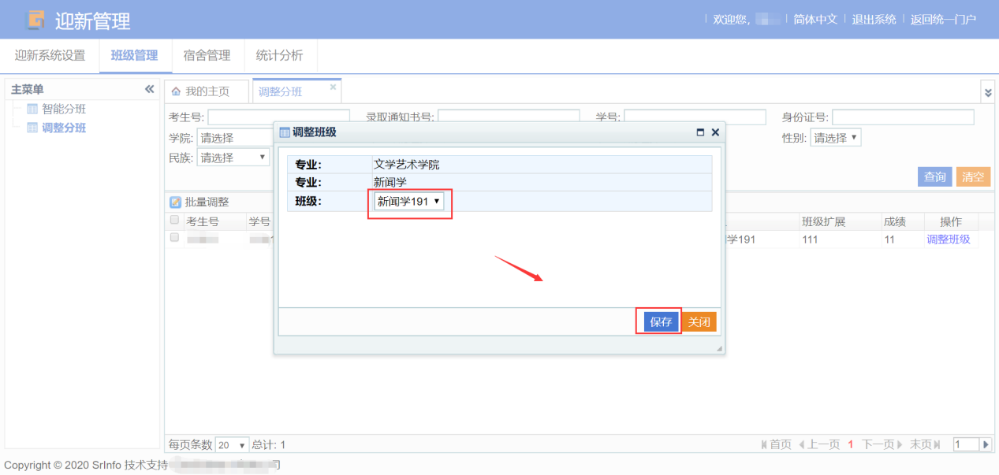 迎新管理
欢迎您,
简体中文
退出系统
返回统一门户
迎新系统设置
班级管理
宿舍管理
统计分析
主菜单
智能分班
调整分班
我的主页
调整分班
考生号:
录取通知书号:
学号:
身份证号:
学院: 请选择
性别: 请选择
民族: 请选择
查询
清空
批量调整
考生号
学号
班级扩展
成绩
操作
学191
111
11
调整班级
调整班级
专业: 文学艺术学院
专业: 新闻学
班级: 新闻学191
保存
关闭
每页条数 20 总计: 1
首页
上一页
1
下一页
末页
1
Copyright © 2020 SrInfo 技术支持